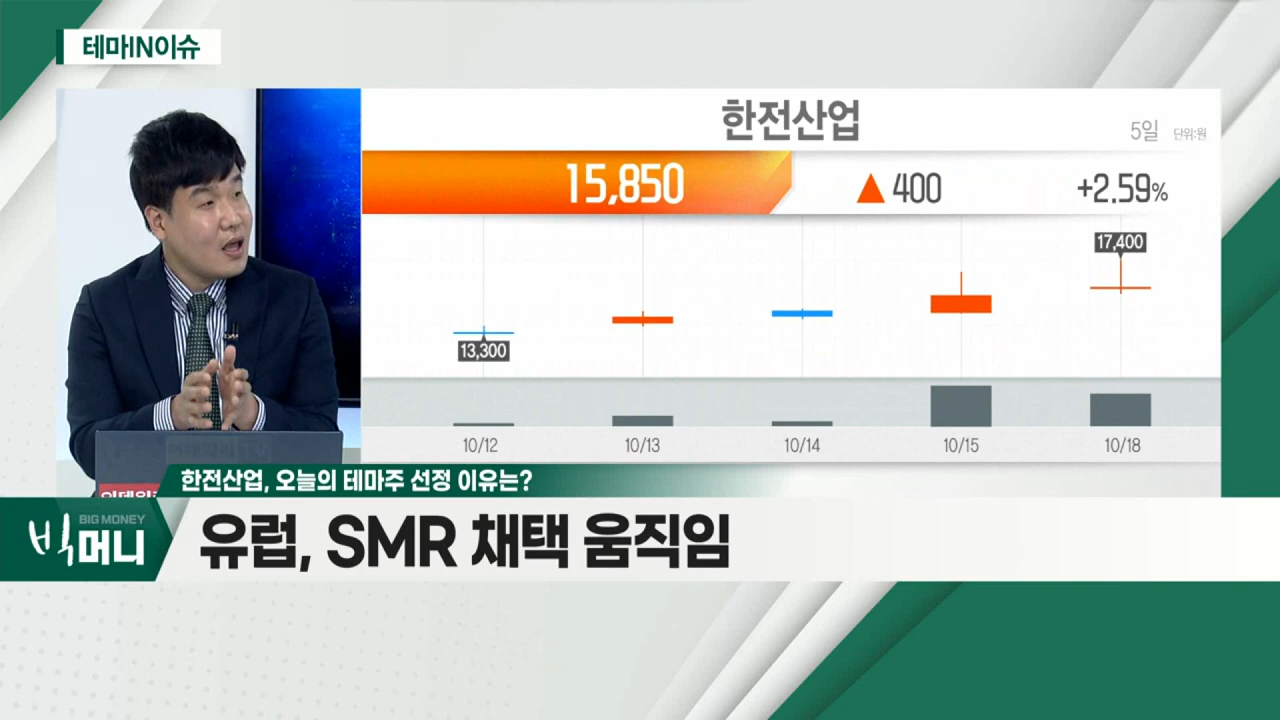 테마IN이슈
한전산업
5일 단위:원
15,850 ▲ 400 +2.59%
17,400
13,300
10/12 10/13 10/14 10/15 10/18
한전산업, 오늘의 테마주 선정 이유는?
BIG MONEY
빅머니
유럽, SMR 채택 움직임